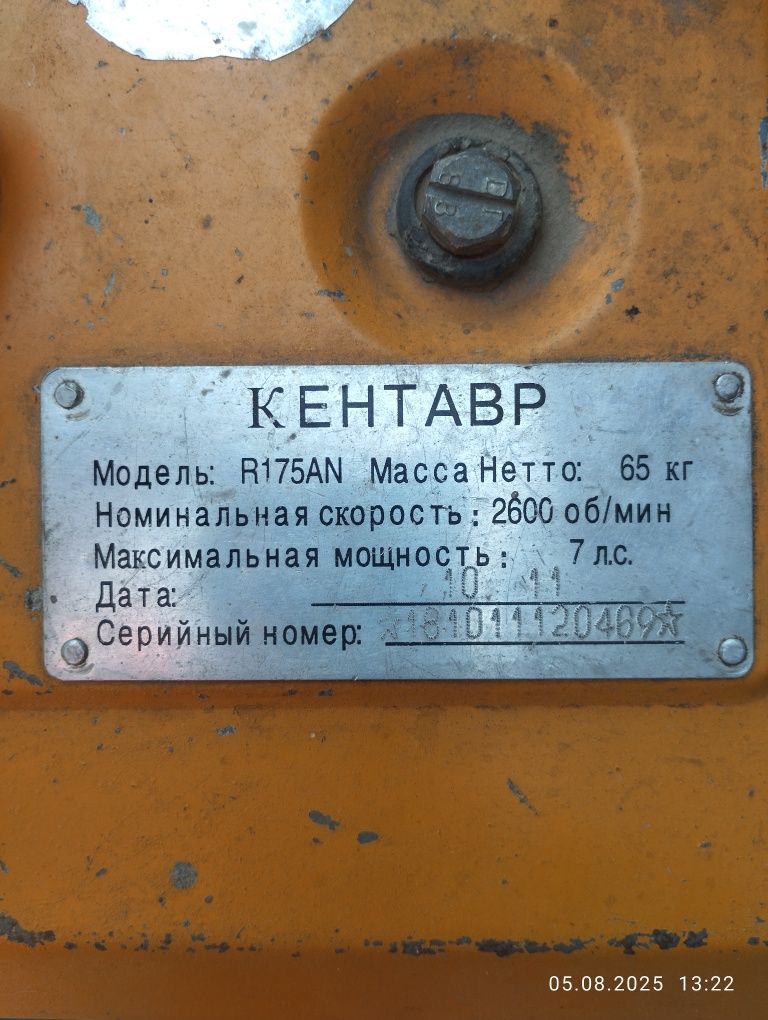 КЕНТАВР
Модель: R175AN Масса Нетто: 65 кг
Номинальная скорость: 2600 об/мин
Максимальная мощность: 7 л.с.
Дата: 10 11
Серийный номер: ☆181011120469☆
05.08.2025 13:22